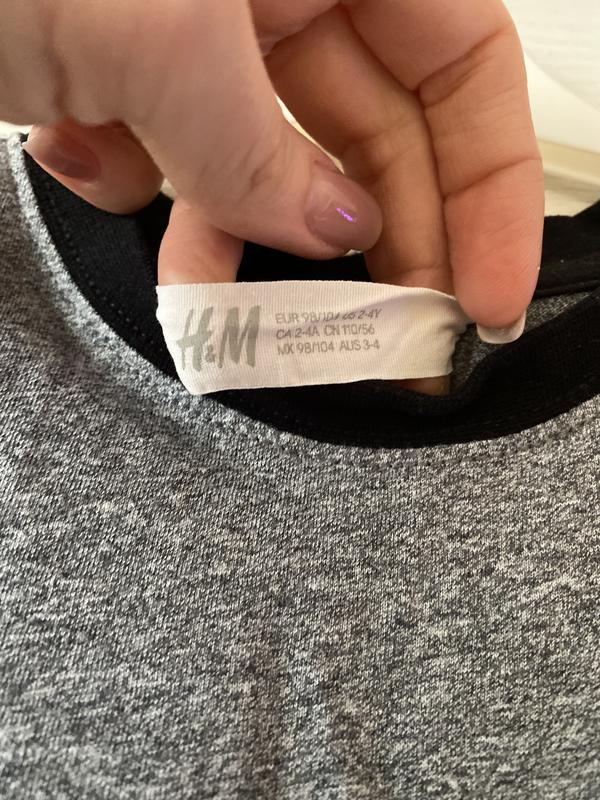 H&M
EUR 98/104 US 2-4Y
CA 2-4A CN 110/56
MX 98/104 AUS 3-4